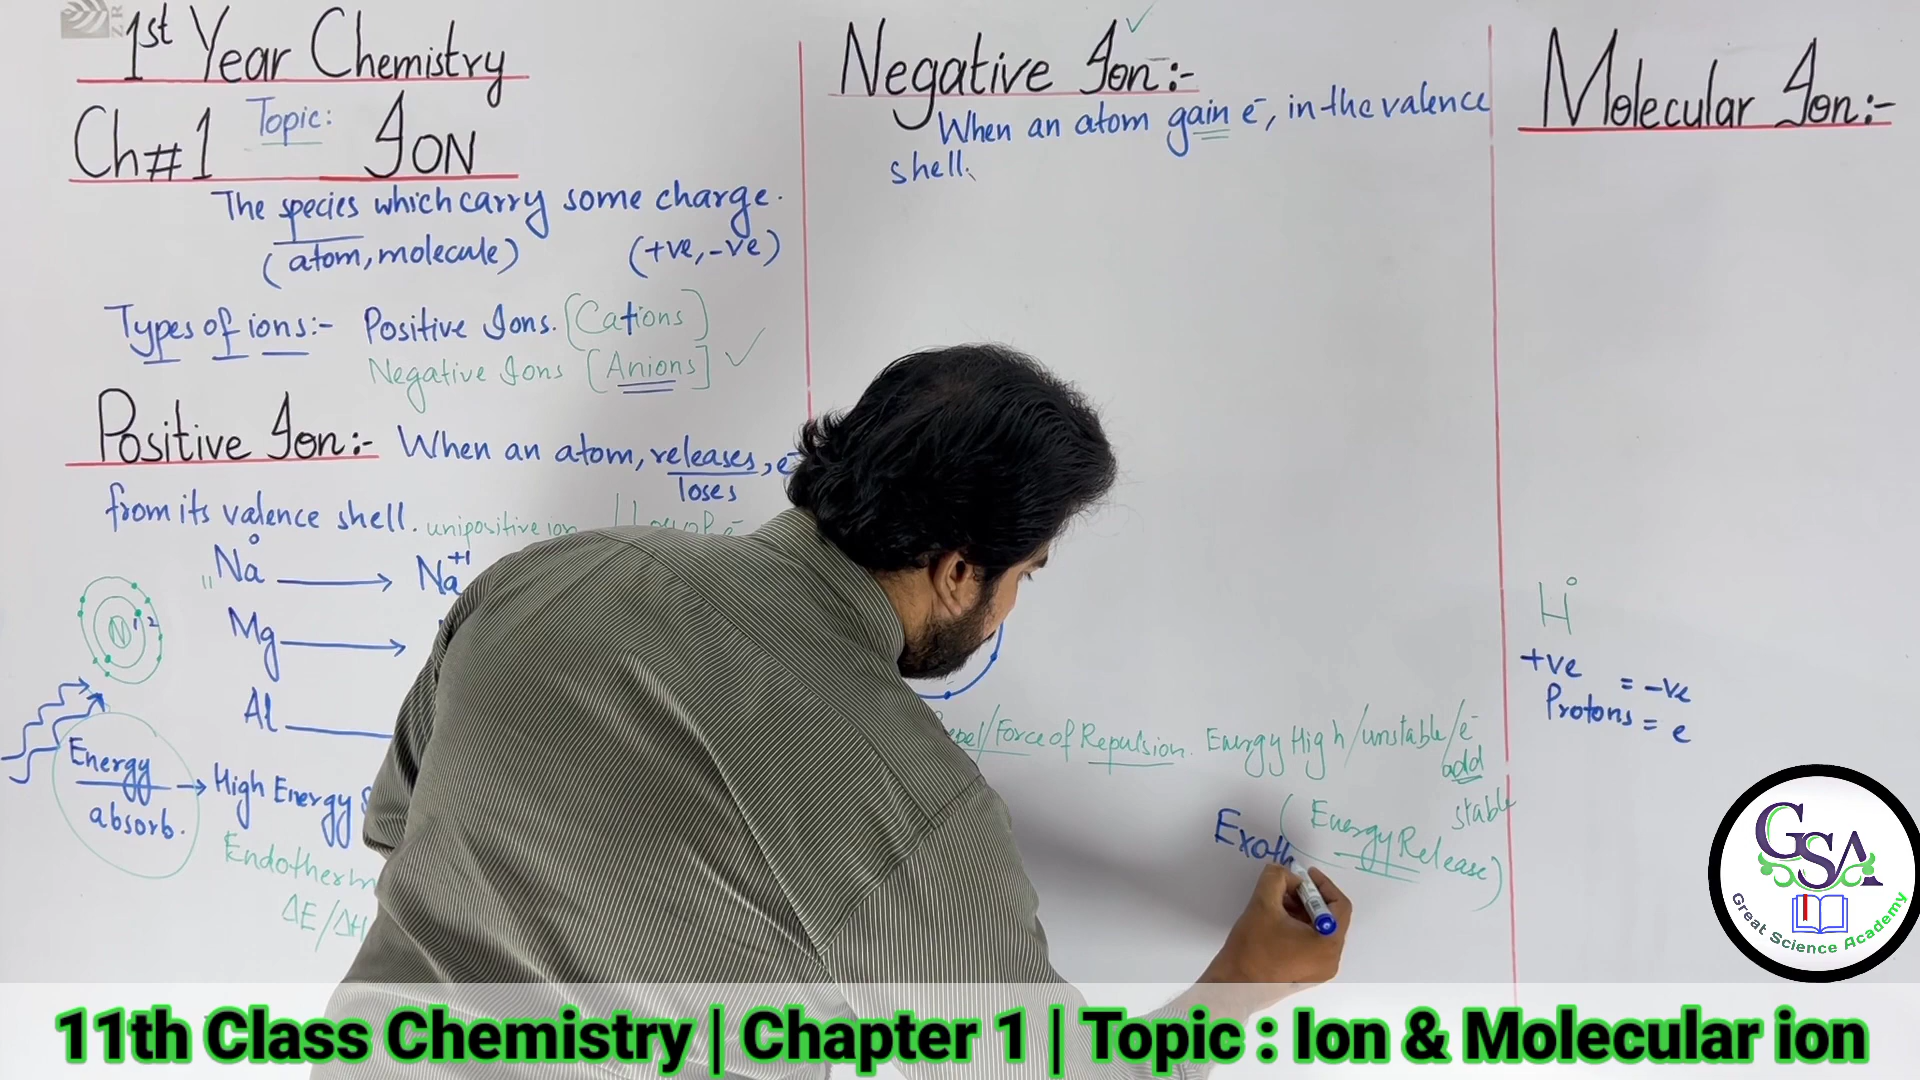 1st Year Chemistry
Ch#1 Topic: Ion
The species which carry some charge.
(atom, molecule) (+ve, -ve)
Types of ions:- Positive Ions. [Cations]
Negative Ions [Anions] ✓
Positive Ion:- When an atom, releases, e-
loses
from its valence shell. unipositive ion
11Na° → Na+1
Mg →
Al
N 1 2
Energy
absorb. → High Energy
Endotherm
ΔE/ΔH
Negative Ion:- ✓
When an atom gain e-, in the valence
shell.
/Force of Repulsion. Energy High/unstable/e-
add
stable
(Energy Release)
Exoth
Molecular Ion:-
H°
+ve = -ve
Protons = e
GSA
Great Science Academy
11th Class Chemistry | Chapter 1 | Topic : Ion & Molecular ion